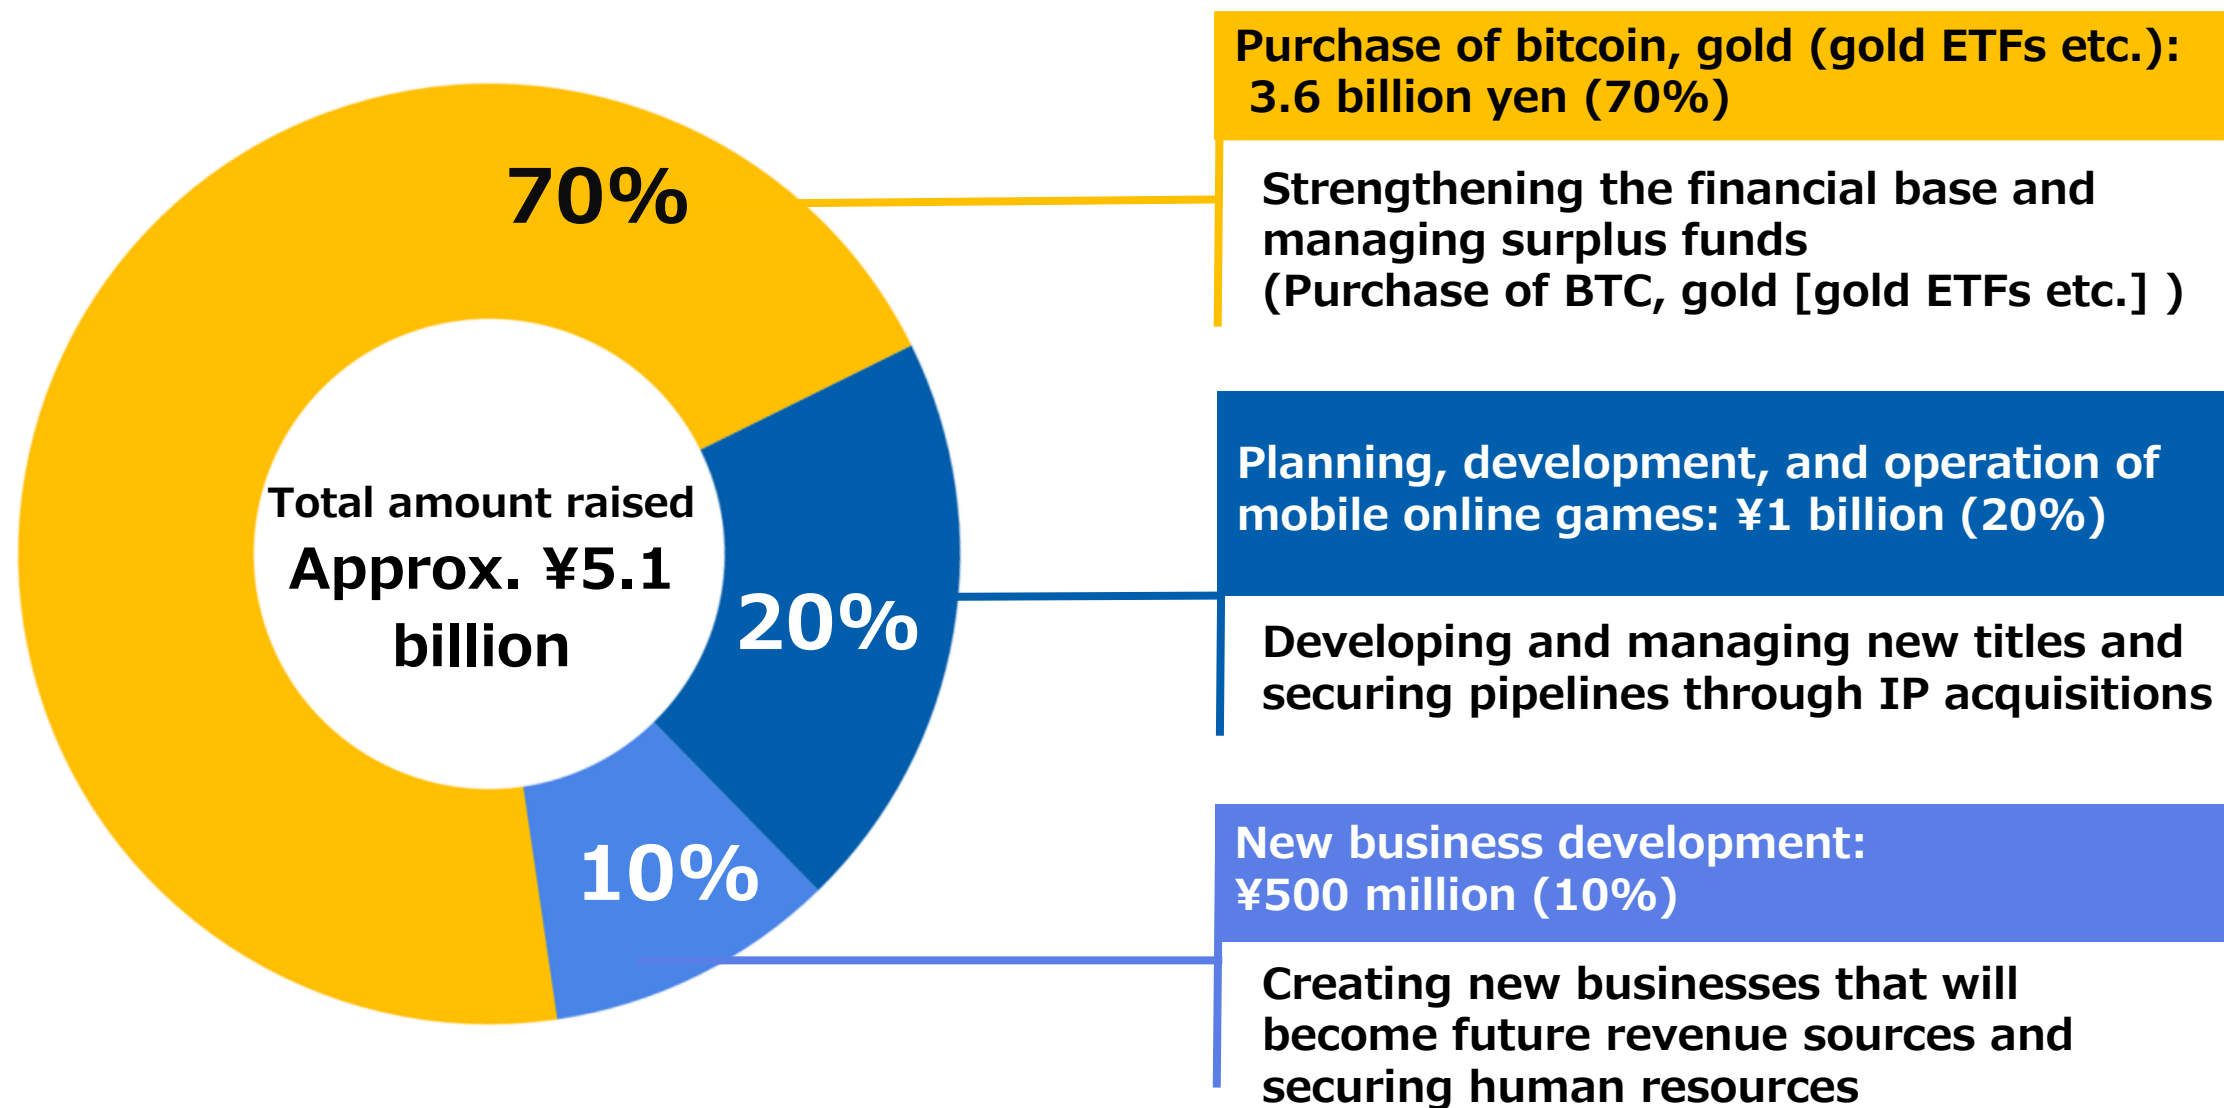 70%
Total amount raised
Approx. ¥5.1
billion
20%
10%
Purchase of bitcoin, gold (gold ETFs etc.):
3.6 billion yen (70%)
Strengthening the financial base and
managing surplus funds
(Purchase of BTC, gold [gold ETFs etc.] )
Planning, development, and operation of
mobile online games: ¥1 billion (20%)
Developing and managing new titles and
securing pipelines through IP acquisitions
New business development:
¥500 million (10%)
Creating new businesses that will
become future revenue sources and
securing human resources